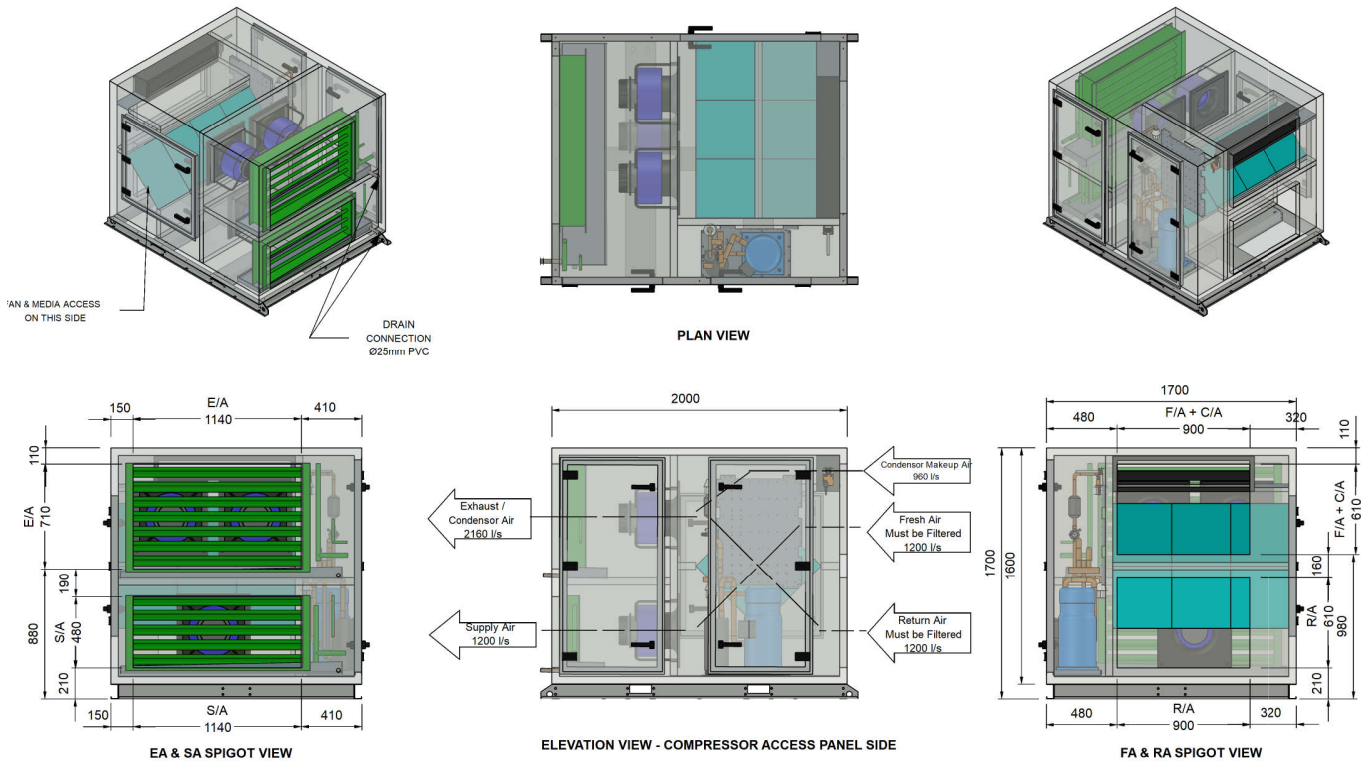 FAN & MEDIA ACCESS
ON THIS SIDE
DRAIN
CONNECTION
Ø25mm PVC
PLAN VIEW
E/A
150
1140
410
110
E/A
710
190
880
S/A
480
210
S/A
150
1140
410
EA & SA SPIGOT VIEW
2000
Condensor Makeup Air
960 l/s
Exhaust /
Condensor Air
2160 l/s
Fresh Air
Must be Filtered
1200 l/s
Supply Air
1200 l/s
Return Air
Must be Filtered
1200 l/s
ELEVATION VIEW - COMPRESSOR ACCESS PANEL SIDE
1700
F/A + C/A
480
900
320
110
F/A + C/A
610
1700
1600
160
R/A
610
980
210
R/A
480
900
320
FA & RA SPIGOT VIEW